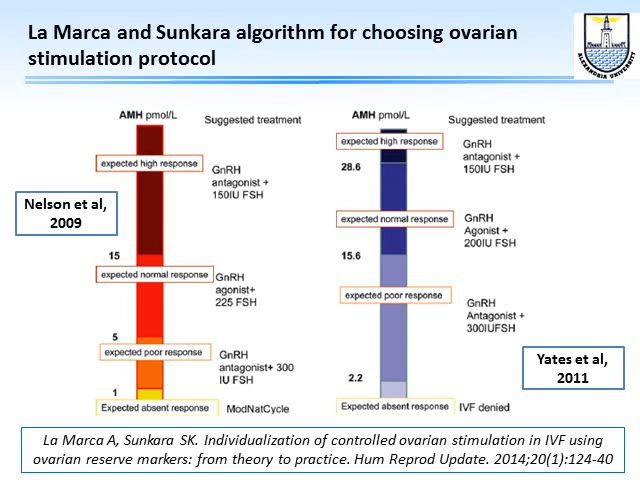 La Marca and Sunkara algorithm for choosing ovarian
stimulation protocol
ALEXANDRIA UNIVERSITY
AMH pmol/L
Suggested treatment
expected high response
GnRH
antagonist +
150IU FSH
Nelson et al,
2009
15
expected normal response
GnRH
agonist+
225 FSH
5
expected poor response
GnRH
antagonist+ 300
IU FSH
1
Expected absent response
ModNatCycle
AMH pmol/L
Suggested treatment
expected high response
GnRH
antagonist +
150IU FSH
28.6
expected normal response
GnRH
Agonist +
200IU FSH
15.6
expected poor response
GnRH
Antagonist +
300IUFSH
Yates et al,
2011
2.2
Expected absent response
IVF denied
La Marca A, Sunkara SK. Individualization of controlled ovarian stimulation in IVF using
ovarian reserve markers: from theory to practice. Hum Reprod Update. 2014;20(1):124-40